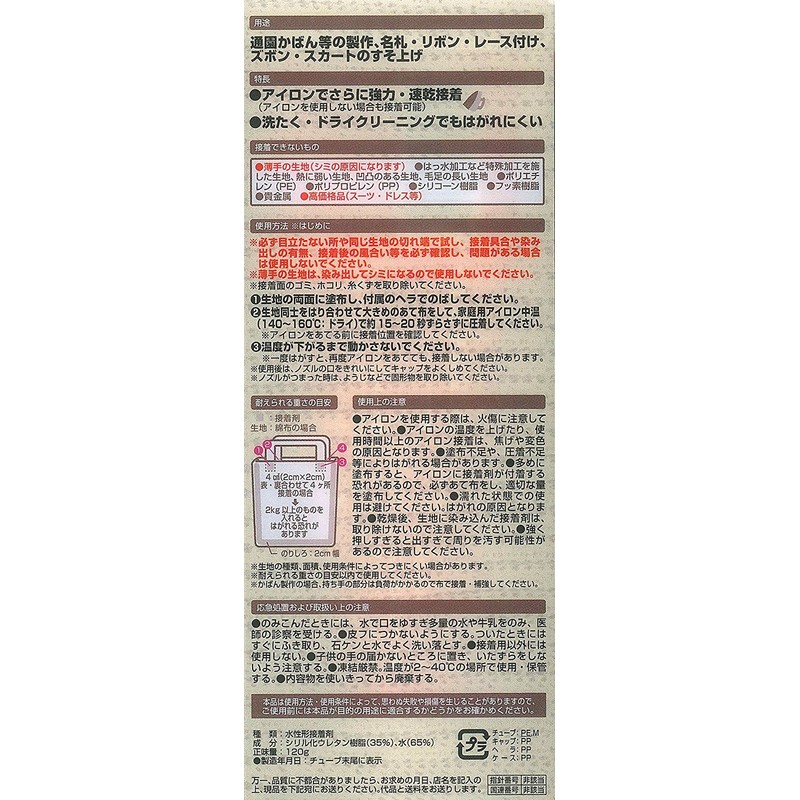 用途
通園かばん等の製作、名札・リボン・レース付け、
ズボン・スカートのすそ上げ
特長
●アイロンでさらに強力・速乾接着
(アイロンを使用しない場合も接着可能)
●洗たく・ドライクリーニングでもはがれにくい
接着できないもの
●薄手の生地(シミの原因になります) ●はっ水加工など特殊加工を施
した生地、熱に弱い生地、凹凸のある生地、毛足の長い生地 ●ポリエチ
レン(PE) ●ポリプロピレン(PP) ●シリコーン樹脂 ●フッ素樹脂
●貴金属 ●高価格品(スーツ・ドレス等)
使用方法 ※はじめに
※必ず目立たない所や同じ生地の切れ端で試し、接着具合や染み
出しの有無、接着後の風合い等を必ず確認し、問題がある場合
は使用しないでください。
※薄手の生地は、染み出してシミになるので使用しないでください。
※接着面のゴミ、ホコリ、糸くずを取り除いてください。
❶生地の両面に塗布し、付属のヘラでのばしてください。
❷生地同士をはり合わせて大きめのあて布をして、家庭用アイロン中温
(140〜160℃:ドライ)で約15〜20秒ずらさずに圧着してください。
※アイロンをあてる前に接着位置を確認してください。
❸温度が下がるまで動かさないでください。
※一度はがすと、再度アイロンをあてても、接着しない場合があります。
※使用後は、ノズルの口をきれいにしてキャップをよくしめてください。
※ノズルがつまった時は、ようじなどで固形物を取り除いてください。
耐えられる重さの目安
:接着剤
生地:綿布の場合
1
2
4
3
4㎠(2cm×2cm)
表・裏合わせて4ヶ所
接着の場合
2kg以上のものを
入れると
はがれる恐れが
あります
のりしろ:2cm幅
使用上の注意
●アイロンを使用する際は、火傷に注意して
ください。●アイロンの温度を上げたり、使
用時間以上のアイロン接着は、焦げや変色
の原因となります。●塗布不足や、圧着不足
等によりはがれる場合があります。●多めに
塗布すると、アイロンに接着剤が付着する
恐れがあるので、必ずあて布をし、適切な量
を塗布してください。●濡れた状態での使
用は避けてください。はがれの原因となりま
す。●乾燥後、生地に染み込んだ接着剤は、
取り除けないので注意してください。●強く
押しすぎると出すぎて周りを汚す可能性が
あるので注意してください。
※生地の種類、面積、使用条件によってつきにくい場合があります。
※耐えられる重さの目安以内で使用してください。
※かばん製作の場合、持ち手の部分は負荷がかかるので布で接着・補強してください。
応急処置および取扱い上の注意
●のみこんだときには、水で口をゆすぎ多量の水や牛乳をのみ、医
師の診察を受ける。●皮フにつかないようにする。ついたときには
すぐにふき取り、石ケンと水でよく洗い落とす。●接着用以外には
使用しない。●子供の手の届かないところに置き、いたずらをしな
いよう注意する。●凍結厳禁。温度が2〜40℃の場所で使用・保管
する。●内容物を使いきってから廃棄する。
本品は使用方法・使用条件によって、思わぬ失敗や損傷を生じることがありますので、
ご使用前には本品が目的の用途に適合するかどうかをお確かめください。
種 類:水性形接着剤
成 分:シリル化ウレタン樹脂(35%)、水(65%)
正味量:120g
●製造年月日:チューブ末尾に表示
プラ
チューブ:PE,M
キャップ:PP
ヘ ラ:PP
ケース:PP
万一、品質に不都合がありましたら、お求めの月日、店名を記入の
上、現品を下記宛にお送りください。代品と送料をお送りします。
指針番号 非該当
国連番号 非該当